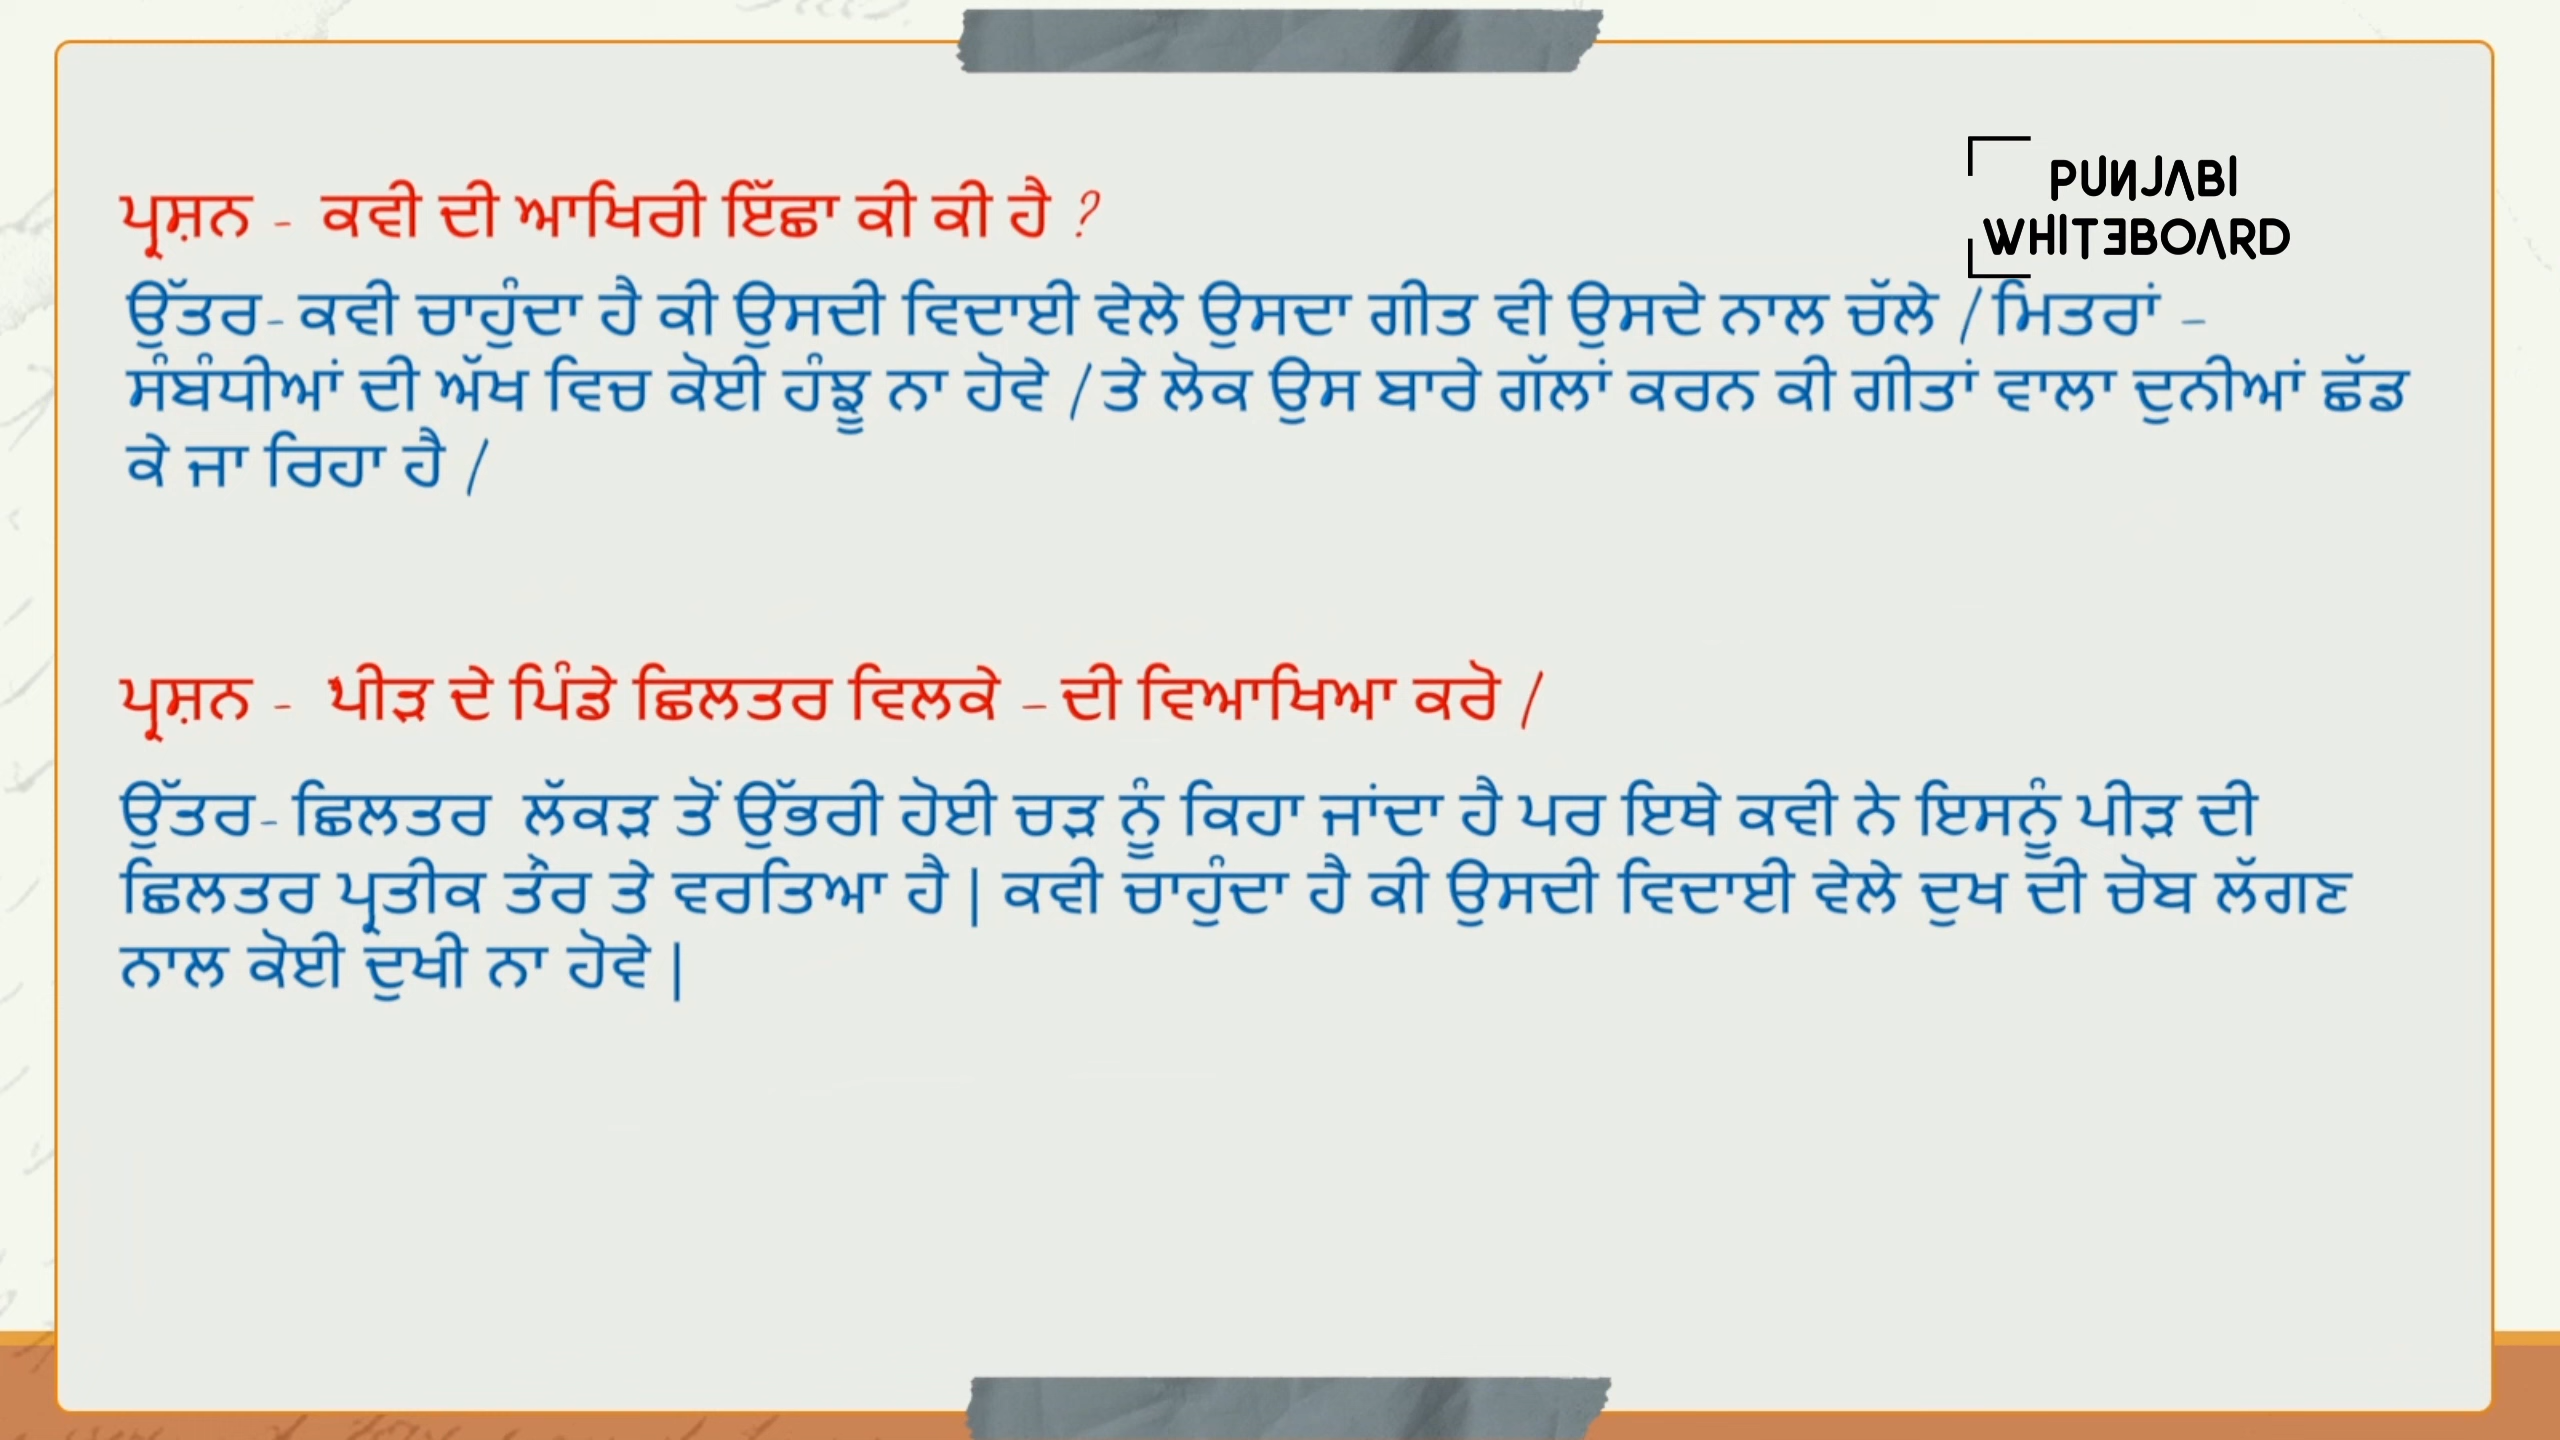 PUNJABI
WHITEBOARD
ਪ੍ਰਸ਼ਨ - ਕਵੀ ਦੀ ਆਖਿਰੀ ਇੱਛਾ ਕੀ ਕੀ ਹੈ ?
ਉੱਤਰ- ਕਵੀ ਚਾਹੁੰਦਾ ਹੈ ਕੀ ਉਸਦੀ ਵਿਦਾਈ ਵੇਲੇ ਉਸਦਾ ਗੀਤ ਵੀ ਉਸਦੇ ਨਾਲ ਚੱਲੇ / ਮਿਤਰਾਂ –
ਸੰਬੰਧੀਆਂ ਦੀ ਅੱਖ ਵਿਚ ਕੋਈ ਹੰਝੂ ਨਾ ਹੋਵੇ / ਤੇ ਲੋਕ ਉਸ ਬਾਰੇ ਗੱਲਾਂ ਕਰਨ ਕੀ ਗੀਤਾਂ ਵਾਲਾ ਦੁਨੀਆਂ ਛੱਡ
ਕੇ ਜਾ ਰਿਹਾ ਹੈ /
ਪ੍ਰਸ਼ਨ - ਪੀੜ ਦੇ ਪਿੰਡੇ ਛਿਲਤਰ ਵਿਲਕੇ – ਦੀ ਵਿਆਖਿਆ ਕਰੋ /
ਉੱਤਰ- ਛਿਲਤਰ ਲੱਕੜ ਤੋਂ ਉੱਭਰੀ ਹੋਈ ਚੜ ਨੂੰ ਕਿਹਾ ਜਾਂਦਾ ਹੈ ਪਰ ਇਥੇ ਕਵੀ ਨੇ ਇਸਨੂੰ ਪੀੜ ਦੀ
ਛਿਲਤਰ ਪ੍ਰਤੀਕ ਤੌਰ ਤੇ ਵਰਤਿਆ ਹੈ | ਕਵੀ ਚਾਹੁੰਦਾ ਹੈ ਕੀ ਉਸਦੀ ਵਿਦਾਈ ਵੇਲੇ ਦੁਖ ਦੀ ਚੋਬ ਲੱਗਣ
ਨਾਲ ਕੋਈ ਦੁਖੀ ਨਾ ਹੋਵੇ |